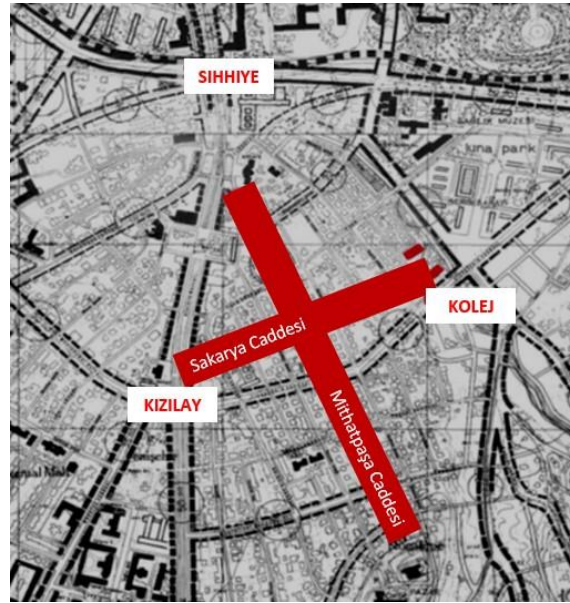 SIHHIYE
luna park
KOLEJ
Sakarya Caddesi
KIZILAY
Mithatpaşa Caddesi